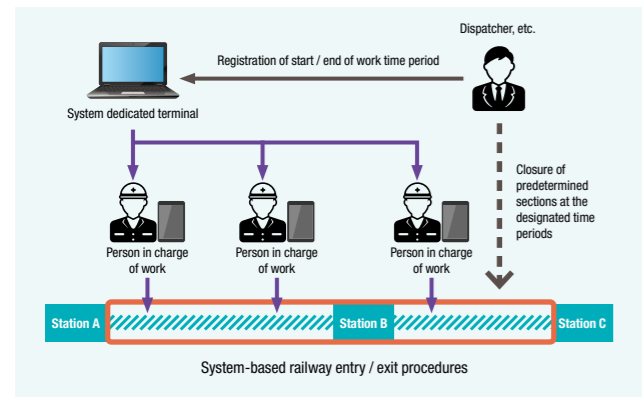 Dispatcher, etc.
Registration of start / end of work time period
System dedicated terminal
Closure of
predetermined
sections at the
designated time
periods
Person in charge
of work
Person in charge
of work
Person in charge
of work
Station A
Station B
Station C
System-based railway entry / exit procedures